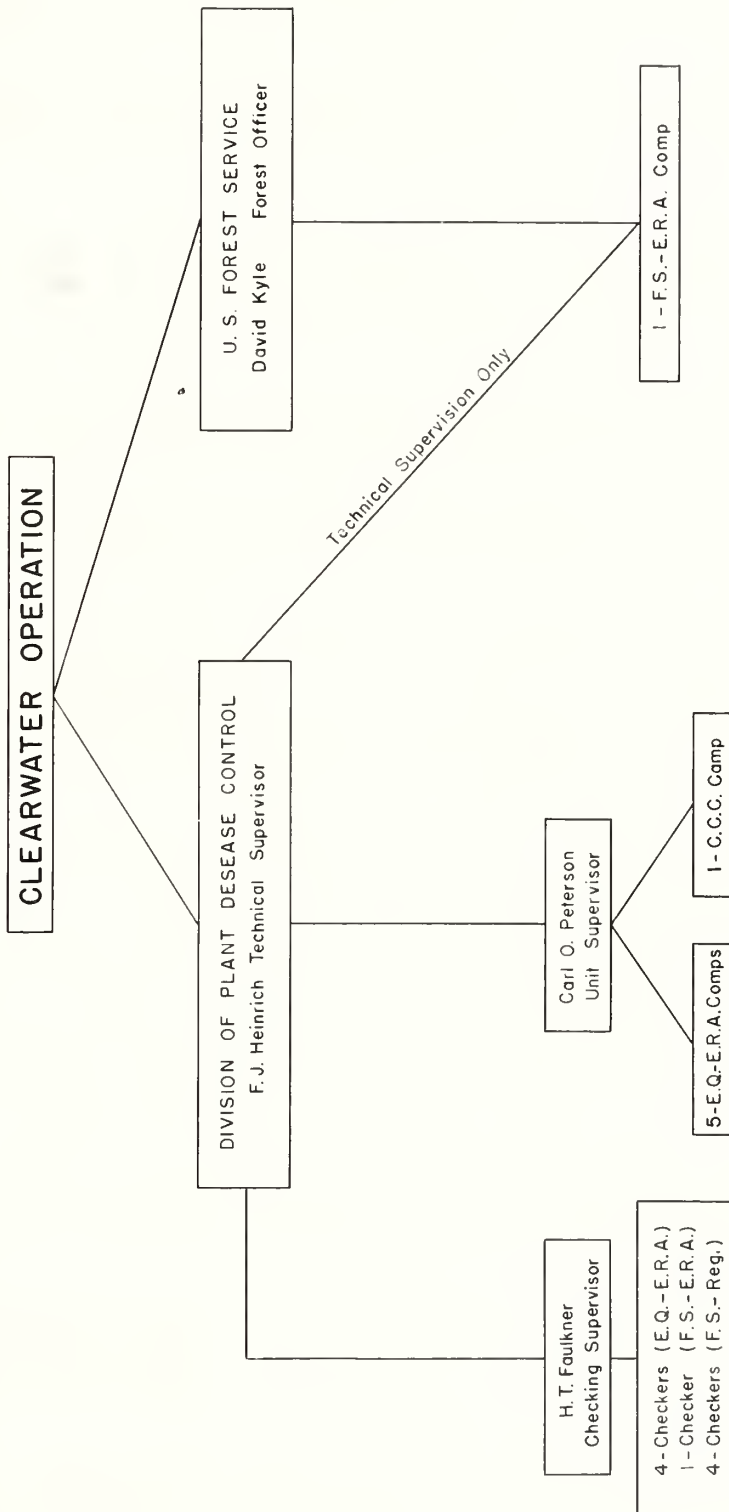 CLEARWATER OPERATION
DIVISION OF PLANT DESEASE CONTROL
F.J. Heinrich Technical Supervisor
U. S. FOREST SERVICE
David Kyle Forest Officer
Technical Supervision Only
H.T. Faulkner
Checking Supervisor
Carl O. Peterson
Unit Supervisor
1 - F.S.-E.R.A. Comp
4-Checkers (E.Q.-E.R.A.)
1-Checker (F.S.-E.R.A.)
4-Checkers (F.S.-Reg.)
5-E.Q.-E.R.A. Comps
1-C.C.C. Camp